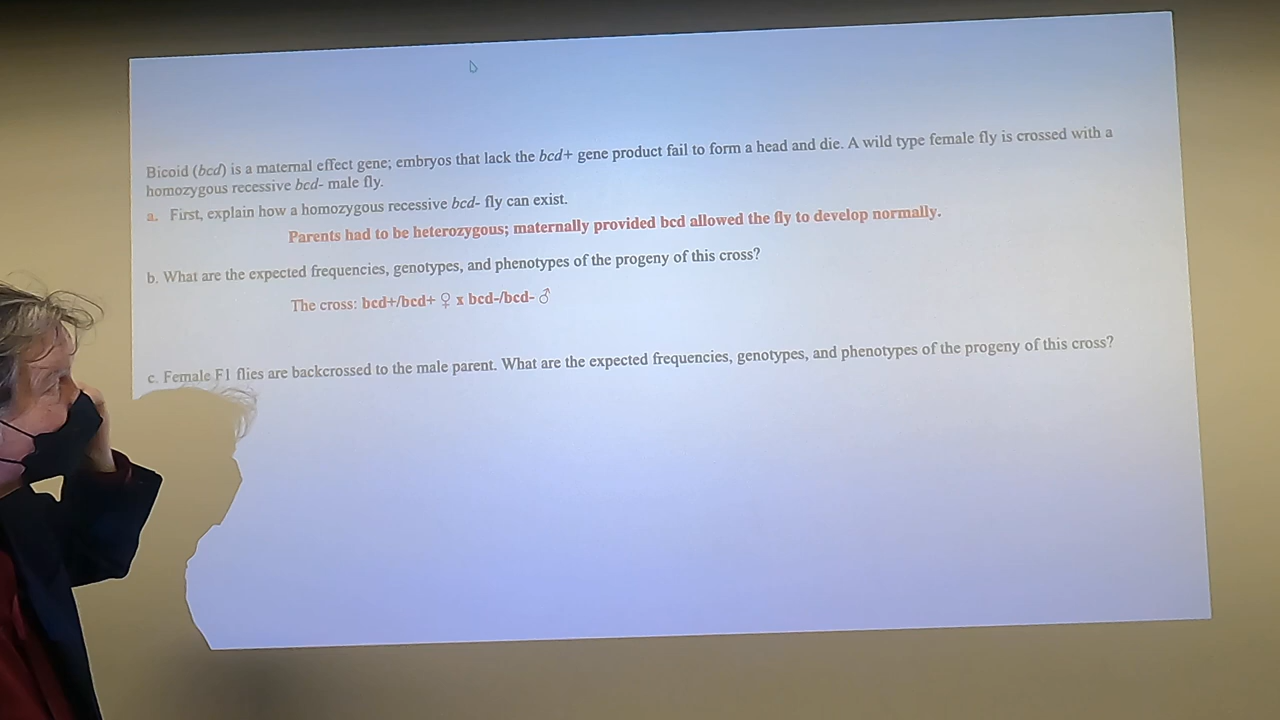 Bicoid (bcd) is a maternal effect gene; embryos that lack the bcd+ gene product fail to form a head and die. A wild type female fly is crossed with a
homozygous recessive bcd- male fly.
a. First, explain how a homozygous recessive bcd- fly can exist.
Parents had to be heterozygous; maternally provided bcd allowed the fly to develop normally.
b. What are the expected frequencies, genotypes, and phenotypes of the progeny of this cross?
The cross: bcd+/bcd+ ♀ x bcd-/bcd- ♂
c. Female F1 flies are backcrossed to the male parent. What are the expected frequencies, genotypes, and phenotypes of the progeny of this cross?